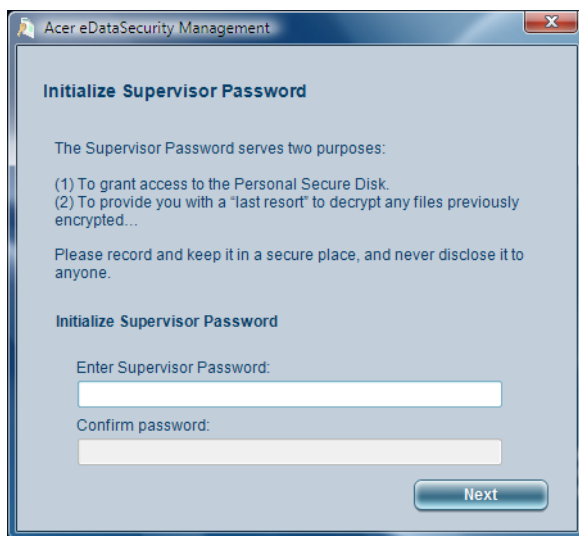 Acer eDataSecurity Management
Initialize Supervisor Password
The Supervisor Password serves two purposes:
(1) To grant access to the Personal Secure Disk.
(2) To provide you with a “last resort” to decrypt any files previously
encrypted...
Please record and keep it in a secure place, and never disclose it to
anyone.
Initialize Supervisor Password
Enter Supervisor Password:
Confirm password:
Next